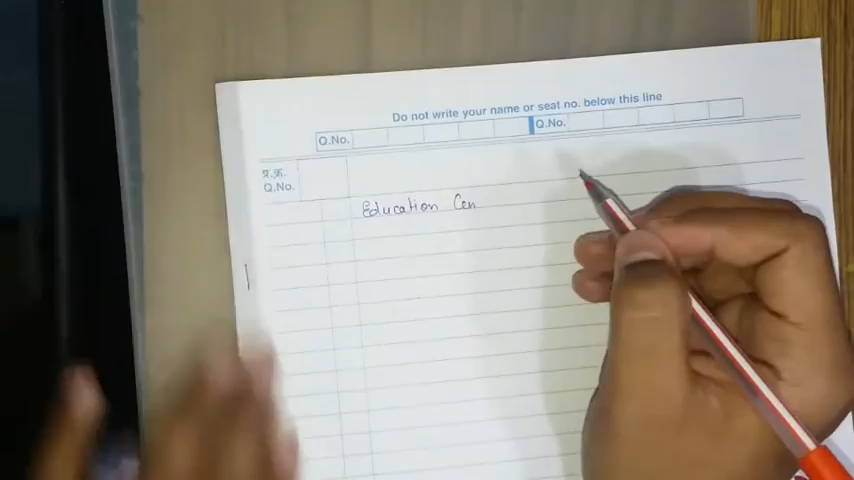 Do not write your name or seat no. below this line
Q.No. Q.No.
प्र.क्र.
Q.No
Education Cen